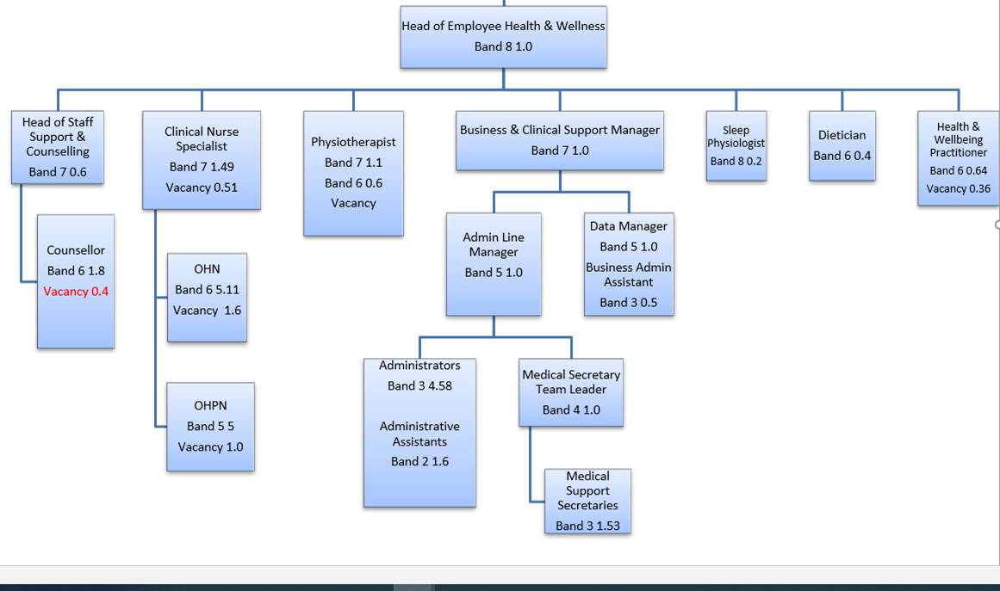 Head of Employee Health & Wellness
Band 8 1.0
Head of Staff
Support &
Counselling
Band 7 0.6
Clinical Nurse
Specialist
Band 7 1.49
Vacancy 0.51
Physiotherapist
Band 7 1.1
Band 6 0.6
Vacancy
Business & Clinical Support Manager
Band 7 1.0
Sleep
Physiologist
Band 8 0.2
Dietician
Band 6 0.4
Health &
Wellbeing
Practitioner
Band 6 0.64
Vacancy 0.36
Counsellor
Band 6 1.8
Vacancy 0.4
OHN
Band 6 5.11
Vacancy 1.6
OHPN
Band 5 5
Vacancy 1.0
Admin Line
Manager
Band 5 1.0
Data Manager
Band 5 1.0
Business Admin
Assistant
Band 3 0.5
Administrators
Band 3 4.58
Administrative
Assistants
Band 2 1.6
Medical Secretary
Team Leader
Band 4 1.0
Medical
Support
Secretaries
Band 3 1.53